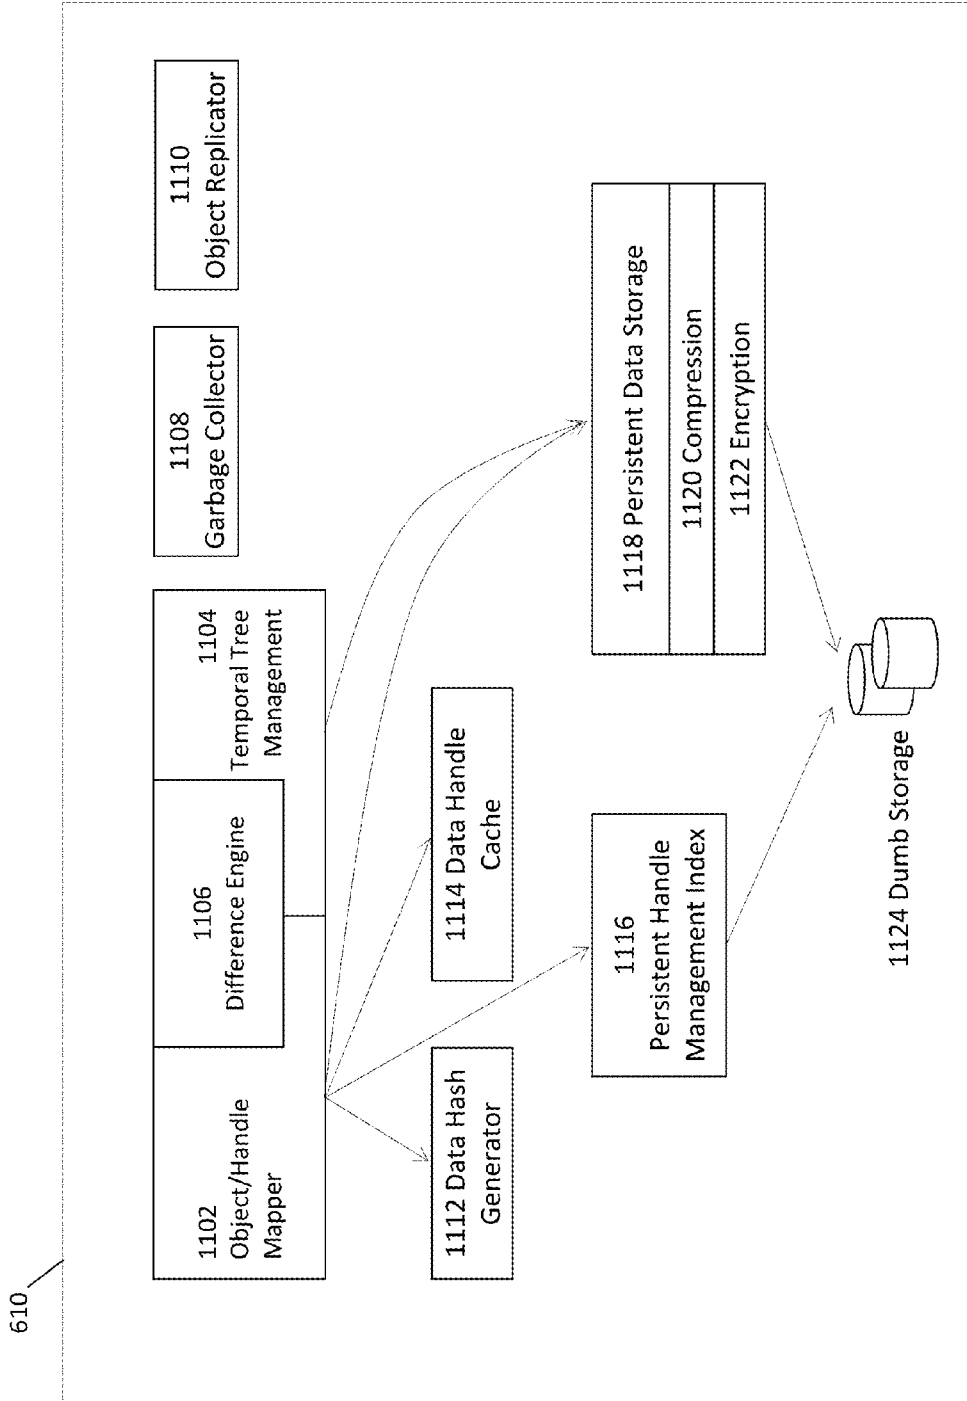 610
1102
Object/Handle
Mapper
1106
Difference Engine
1104
Temporal Tree
Management
1108
Garbage Collector
1110
Object Replicator
1112 Data Hash
Generator
1114 Data Handle
Cache
1116
Persistent Handle
Management Index
1118 Persistent Data Storage
1120 Compression
1122 Encryption
1124 Dumb Storage